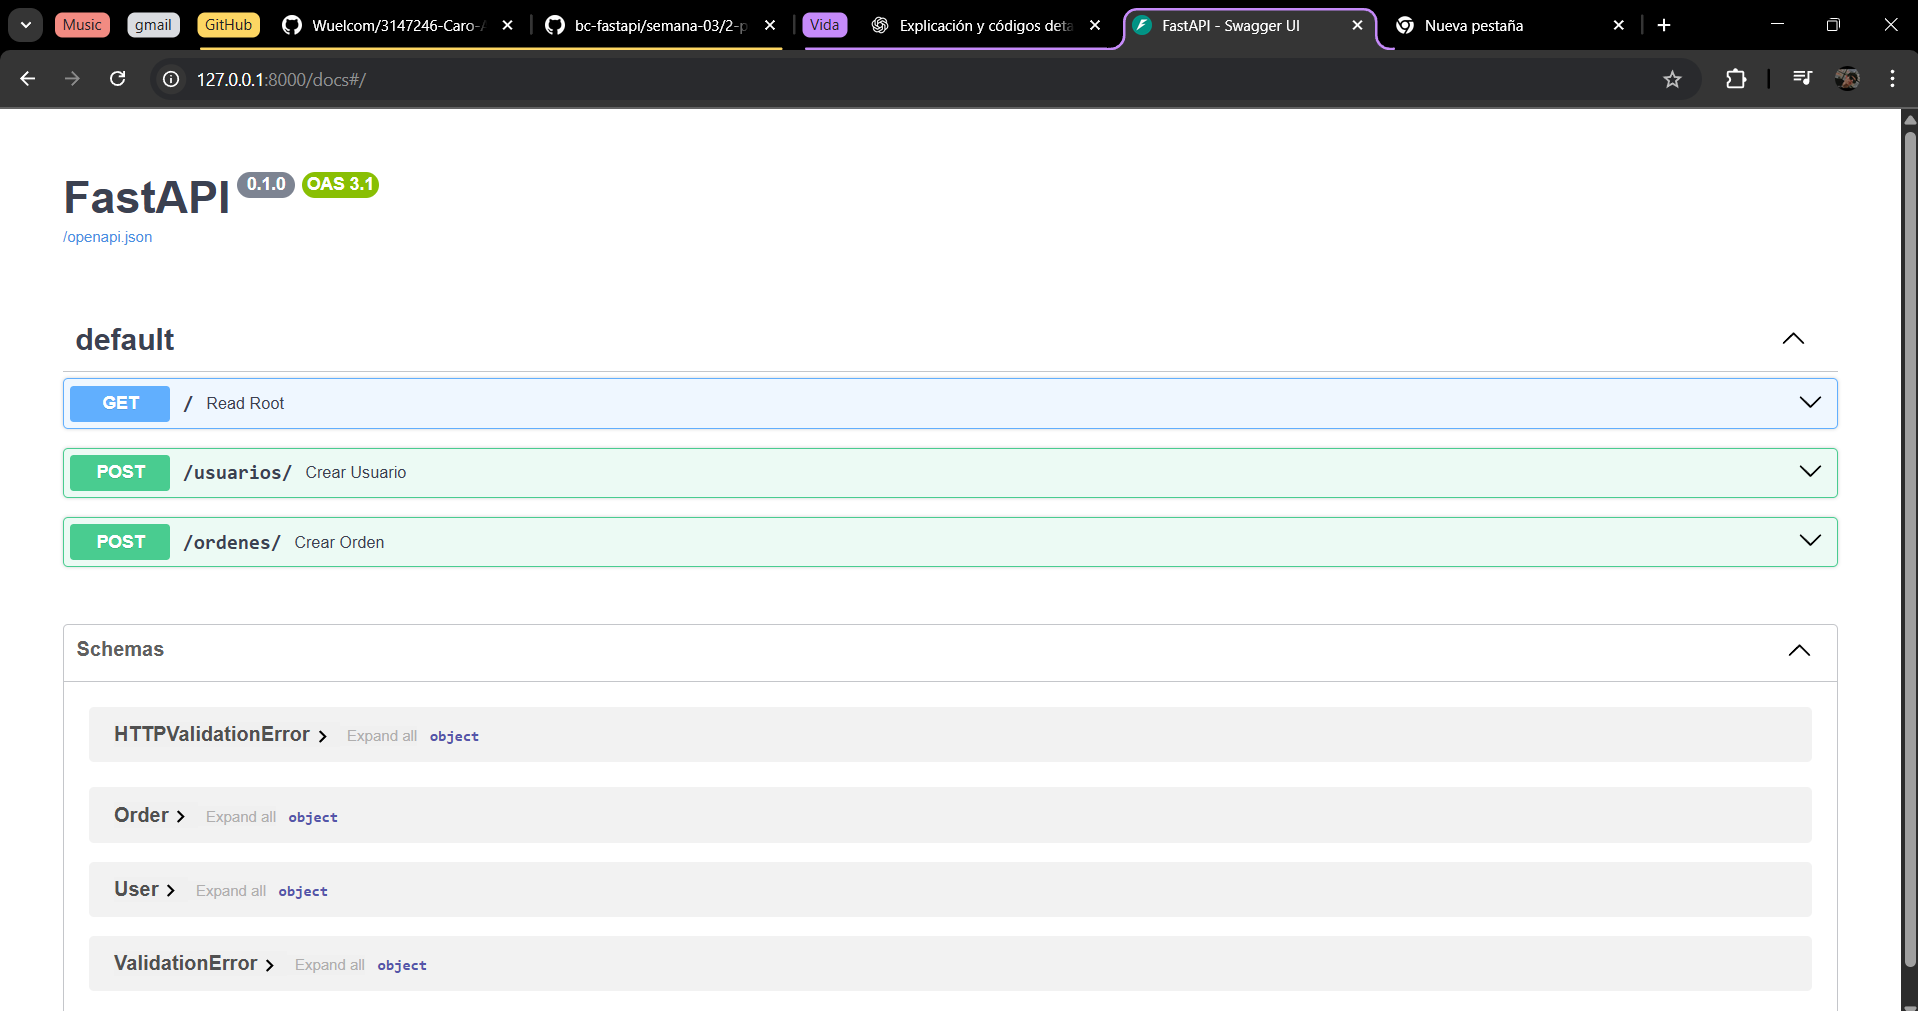 Music gmail GitHub Wuelcom/3147246-Caro-A bc-fastapi/semana-03/2-p Vida Explicación y códigos deta FastAPI - Swagger UI Nueva pestaña
127.0.0.1:8000/docs#/
FastAPI 0.1.0 OAS 3.1
/openapi.json
default
GET / Read Root
POST /usuarios/ Crear Usuario
POST /ordenes/ Crear Orden
Schemas
HTTPValidationError Expand all object
Order Expand all object
User Expand all object
ValidationError Expand all object